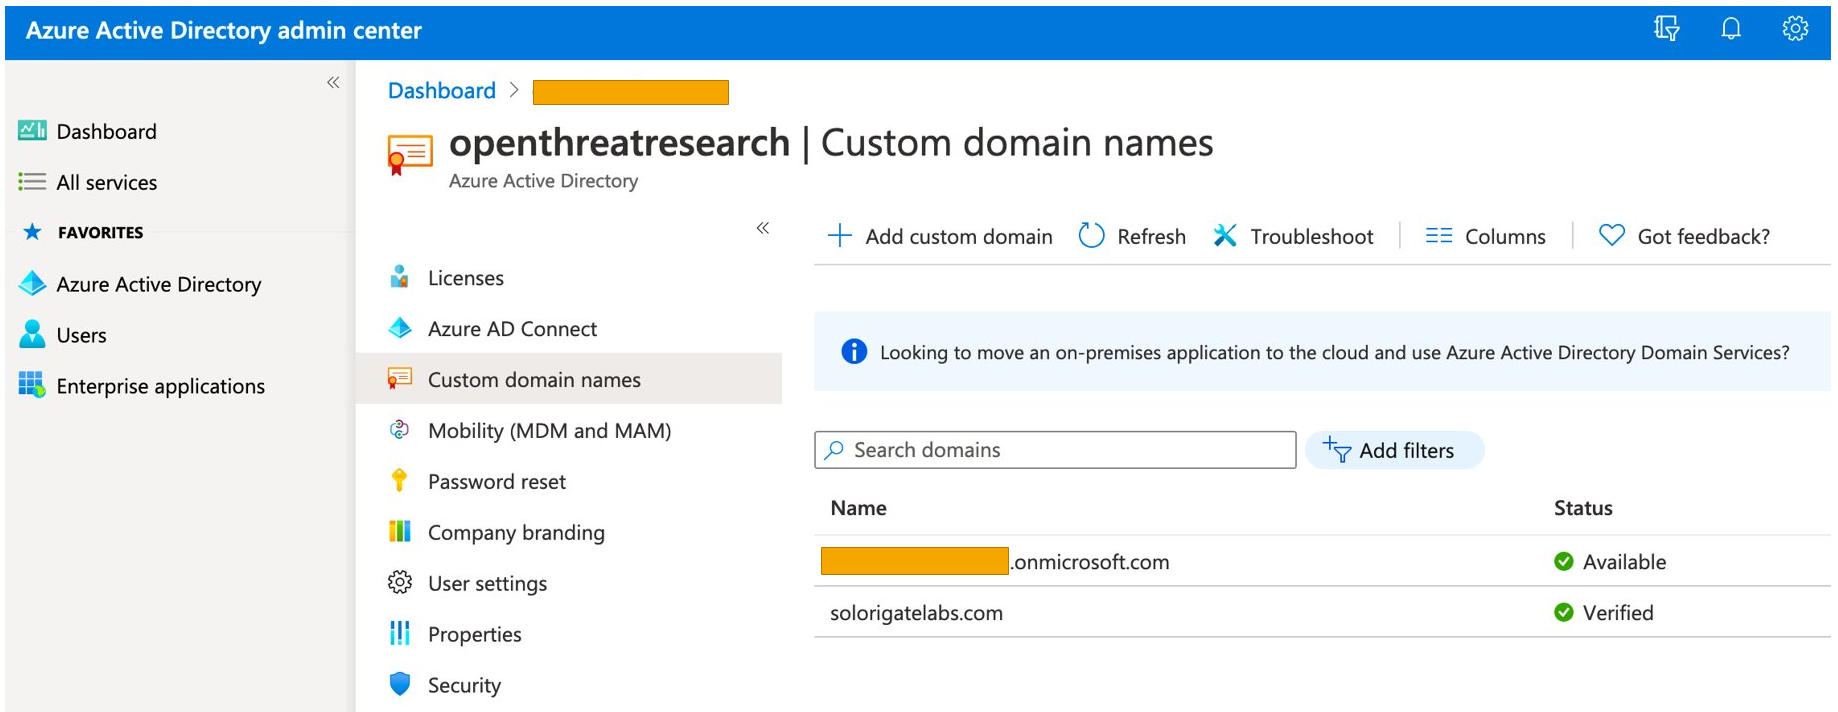 Azure Active Directory admin center
«
Dashboard
All services
FAVORITES
Azure Active Directory
Users
Enterprise applications
Dashboard >
openthreatresearch | Custom domain names
Azure Active Directory
«
Licenses
Azure AD Connect
Custom domain names
Mobility (MDM and MAM)
Password reset
Company branding
User settings
Properties
Security
Add custom domain Refresh Troubleshoot Columns Got feedback?
Looking to move an on-premises application to the cloud and use Azure Active Directory Domain Services?
Search domains Add filters
Name Status
.onmicrosoft.com Available
solorigatelabs.com Verified